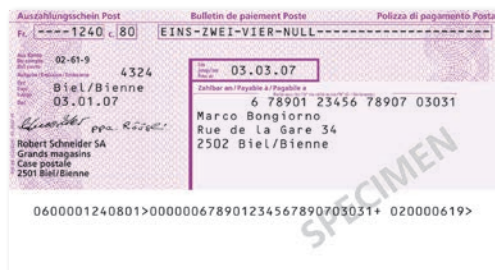 Auszahlungsschein Post Bulletin de paiement Poste Polizza di pagamento Posta
Fr. ----1240 c. 80 EINS-ZWEI-VIER-NULL
02-61-9
4324
Biel/Bienne
03.01.07
03.03.07
Zahlbar an / Payable à / Pagabile a
6 78901 23456 78907 03031
Marco Bongiorno
Rue de la Gare 34
2502 Biel/Bienne
ppa.
Robert Schneider SA
Grands magasins
Case postale
2501 Biel/Bienne
SPECIMEN
0600001240801>000000678901234567890703031+ 020000619>